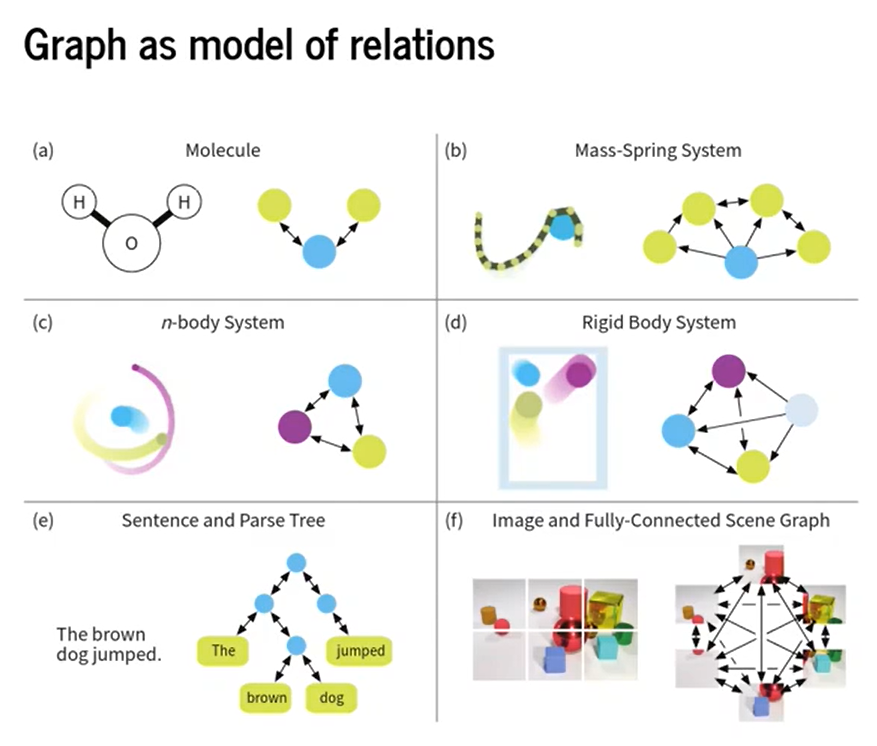 Graph as model of relations
(a)
Molecule
H
H
O
(b)
Mass-Spring System
(c)
n-body System
(d)
Rigid Body System
(e)
Sentence and Parse Tree
The brown
dog jumped.
The
jumped
brown
dog
(f)
Image and Fully-Connected Scene Graph